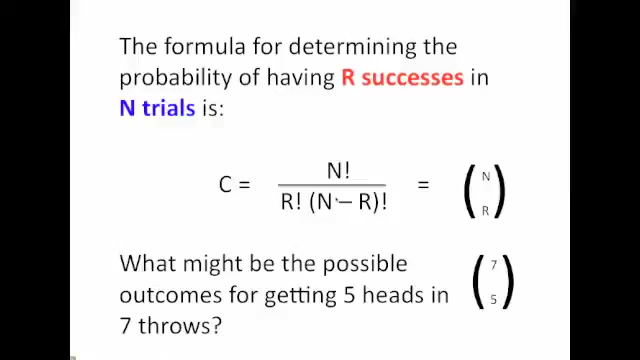 The formula for determining the
probability of having R successes in
N trials is:
C = N! / R! (N – R)! = (N R)
What might be the possible
outcomes for getting 5 heads in
7 throws?
(7 5)